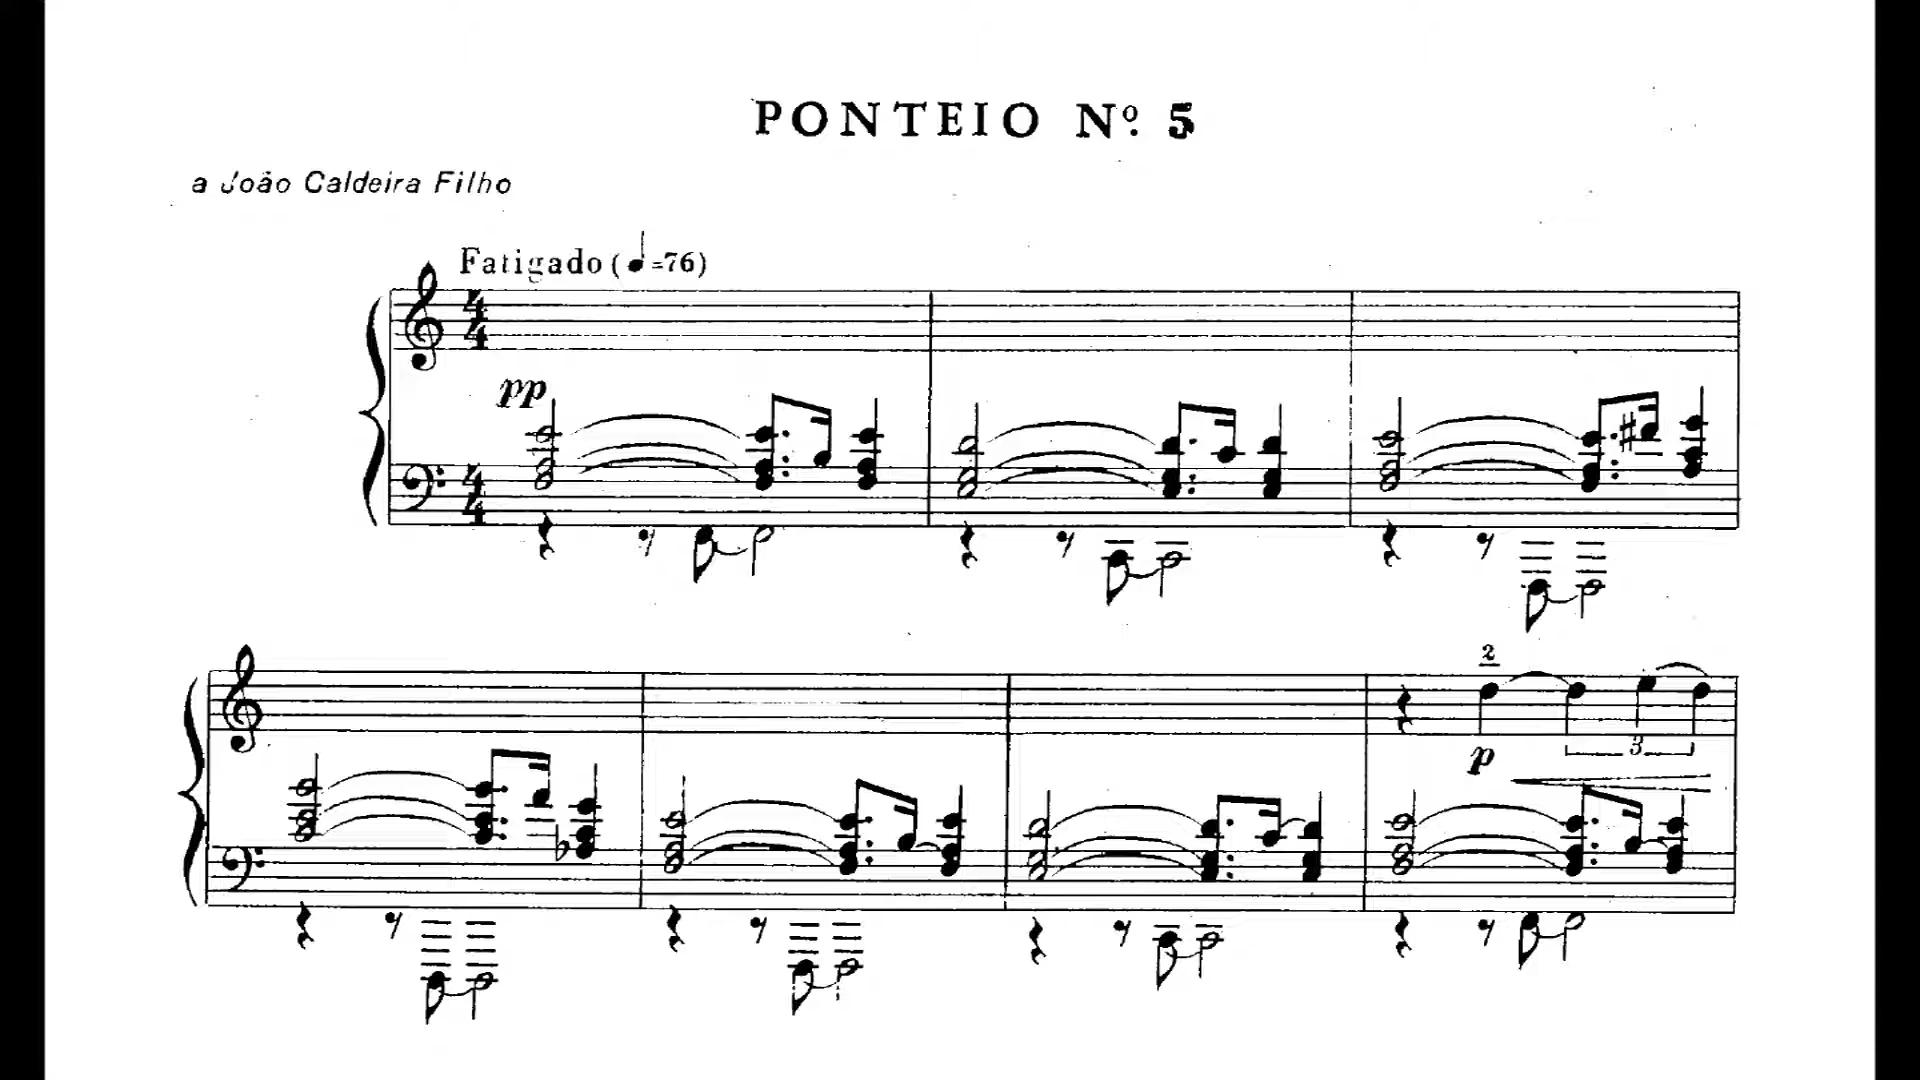 PONTEIO Nº. 5
a João Caldeira Filho
Fatigado (♩=76)
pp
2
p
3